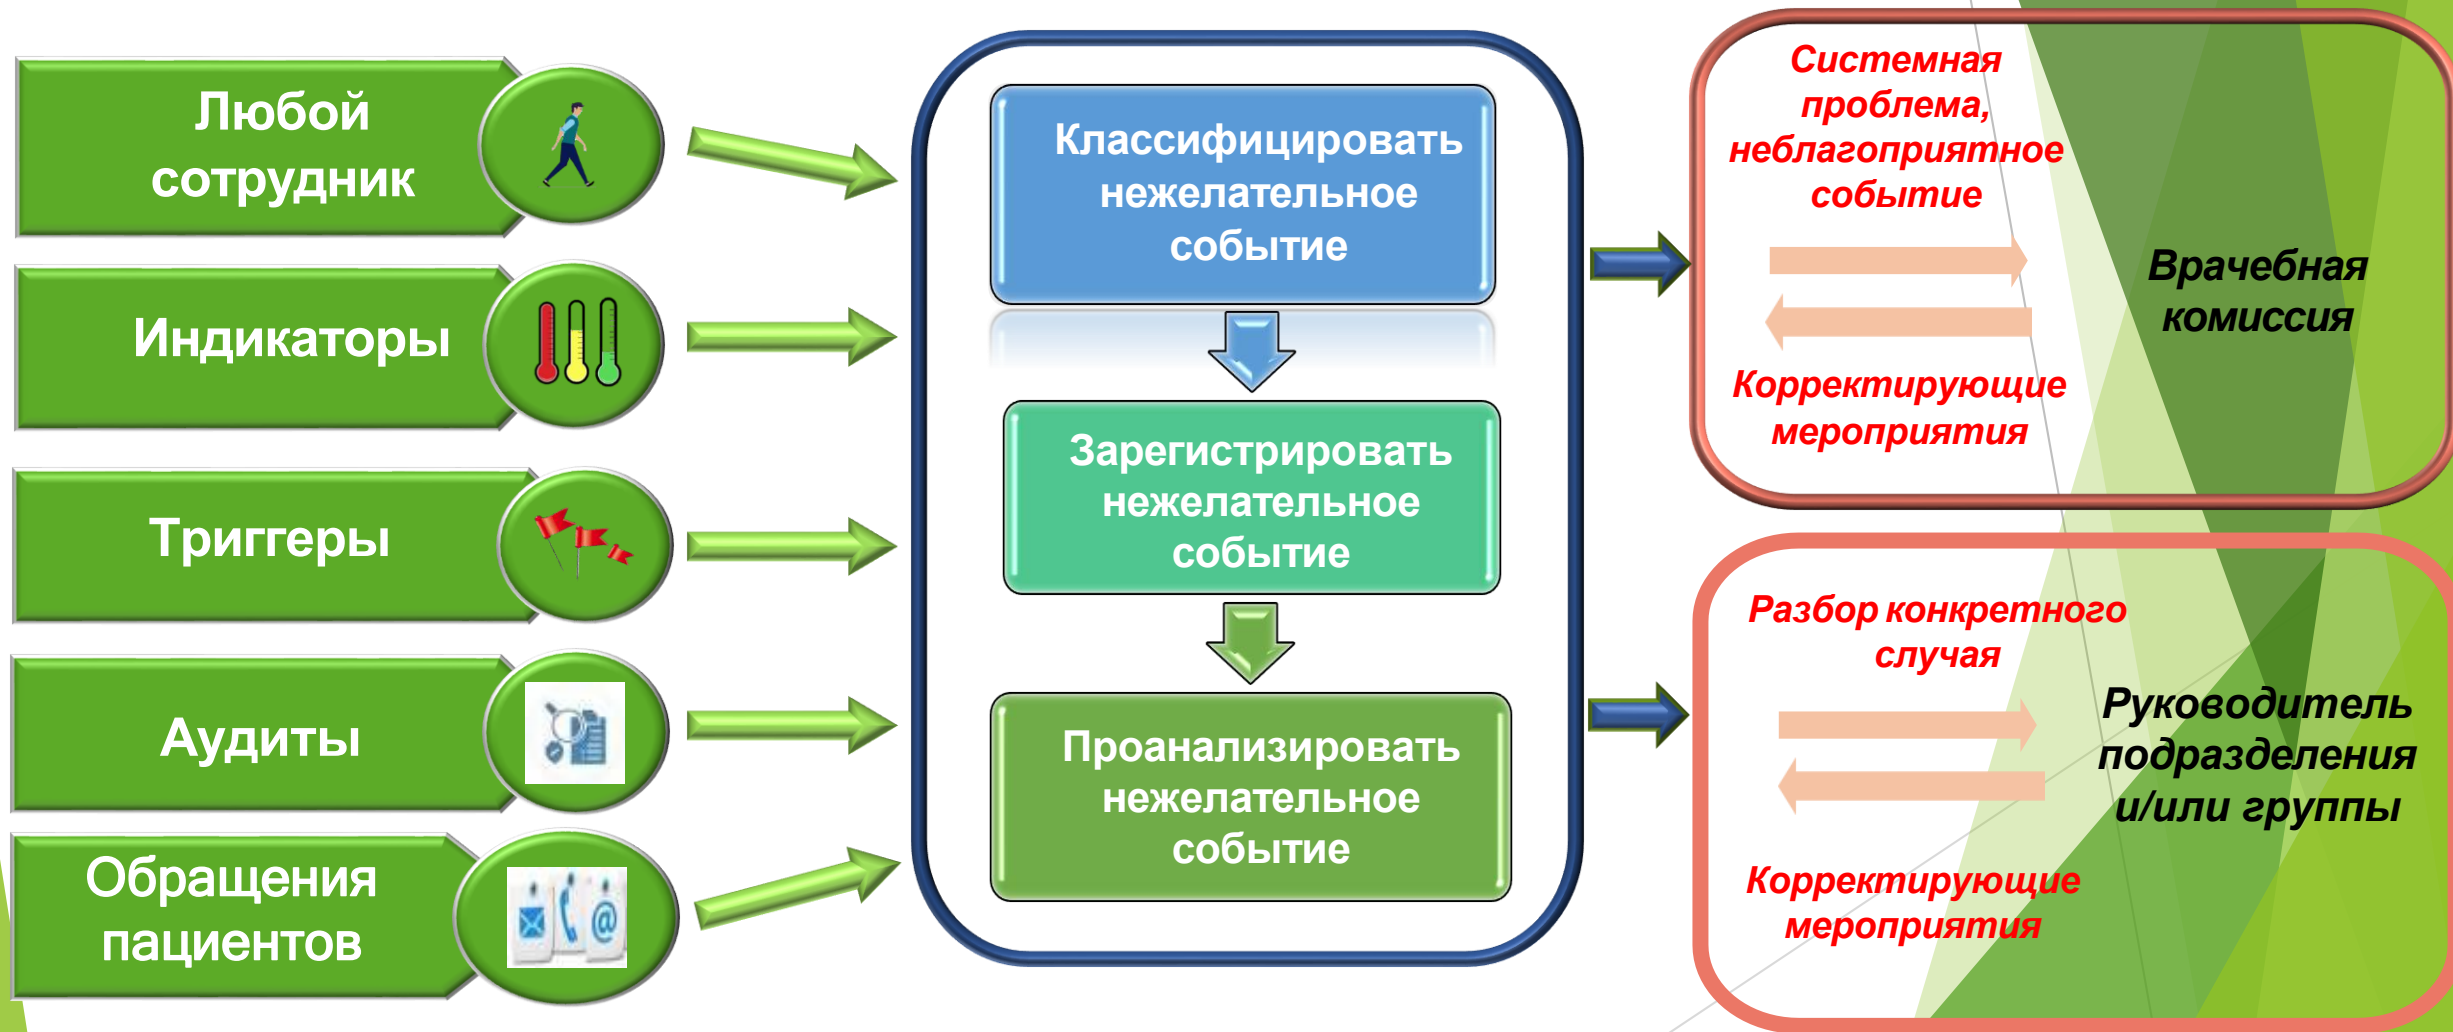 Любой
сотрудник
Индикаторы
Триггеры
Аудиты
Обращения
пациентов
Классифицировать
нежелательное
событие
Зарегистрировать
нежелательное
событие
Проанализировать
нежелательное
событие
Системная
проблема,
неблагоприятное
событие
Врачебная
комиссия
Корректирующие
мероприятия
Разбор конкретного
случая
Руководитель
подразделения
и/или группы
Корректирующие
мероприятия